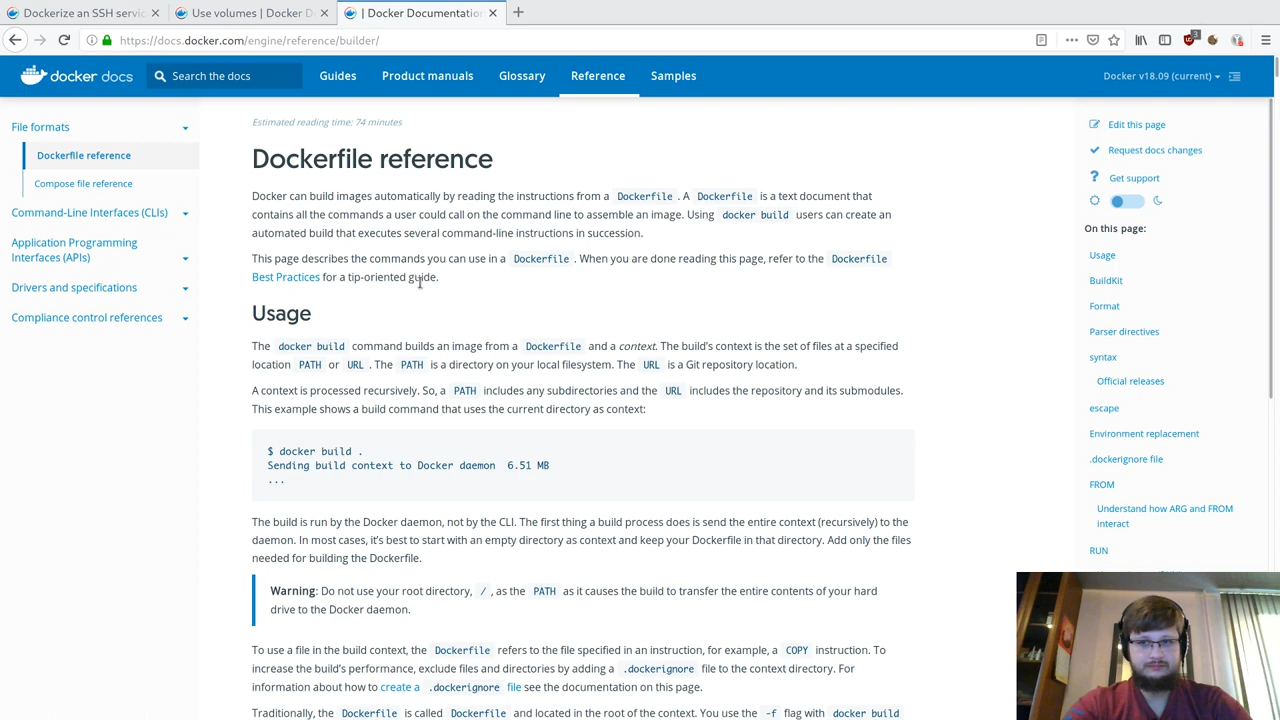 Dockerize an SSH servic
Use volumes | Docker D
| Docker Documentation
https://docs.docker.com/engine/reference/builder/
3
docker docs
Search the docs
Guides
Product manuals
Glossary
Reference
Samples
Docker v18.09 (current)
File formats
Dockerfile reference
Compose file reference
Command-Line Interfaces (CLIs)
Application Programming
Interfaces (APIs)
Drivers and specifications
Compliance control references
Estimated reading time: 74 minutes
Dockerfile reference
Docker can build images automatically by reading the instructions from a Dockerfile. A Dockerfile is a text document that
contains all the commands a user could call on the command line to assemble an image. Using docker build users can create an
automated build that executes several command-line instructions in succession.
This page describes the commands you can use in a Dockerfile. When you are done reading this page, refer to the Dockerfile
Best Practices for a tip-oriented guide.
Usage
The docker build command builds an image from a Dockerfile and a context. The build's context is the set of files at a specified
location PATH or URL. The PATH is a directory on your local filesystem. The URL is a Git repository location.
A context is processed recursively. So, a PATH includes any subdirectories and the URL includes the repository and its submodules.
This example shows a build command that uses the current directory as context:
$ docker build .
Sending build context to Docker daemon 6.51 MB
...
The build is run by the Docker daemon, not by the CLI. The first thing a build process does is send the entire context (recursively) to the
daemon. In most cases, it's best to start with an empty directory as context and keep your Dockerfile in that directory. Add only the files
needed for building the Dockerfile.
Warning: Do not use your root directory, /, as the PATH as it causes the build to transfer the entire contents of your hard
drive to the Docker daemon.
To use a file in the build context, the Dockerfile refers to the file specified in an instruction, for example, a COPY instruction. To
increase the build's performance, exclude files and directories by adding a .dockerignore file to the context directory. For
information about how to create a .dockerignore file see the documentation on this page.
Traditionally, the Dockerfile is called Dockerfile and located in the root of the context. You use the -f flag with docker build
Edit this page
Request docs changes
Get support
On this page:
Usage
BuildKit
Format
Parser directives
syntax
Official releases
escape
Environment replacement
.dockerignore file
FROM
Understand how ARG and FROM
interact
RUN